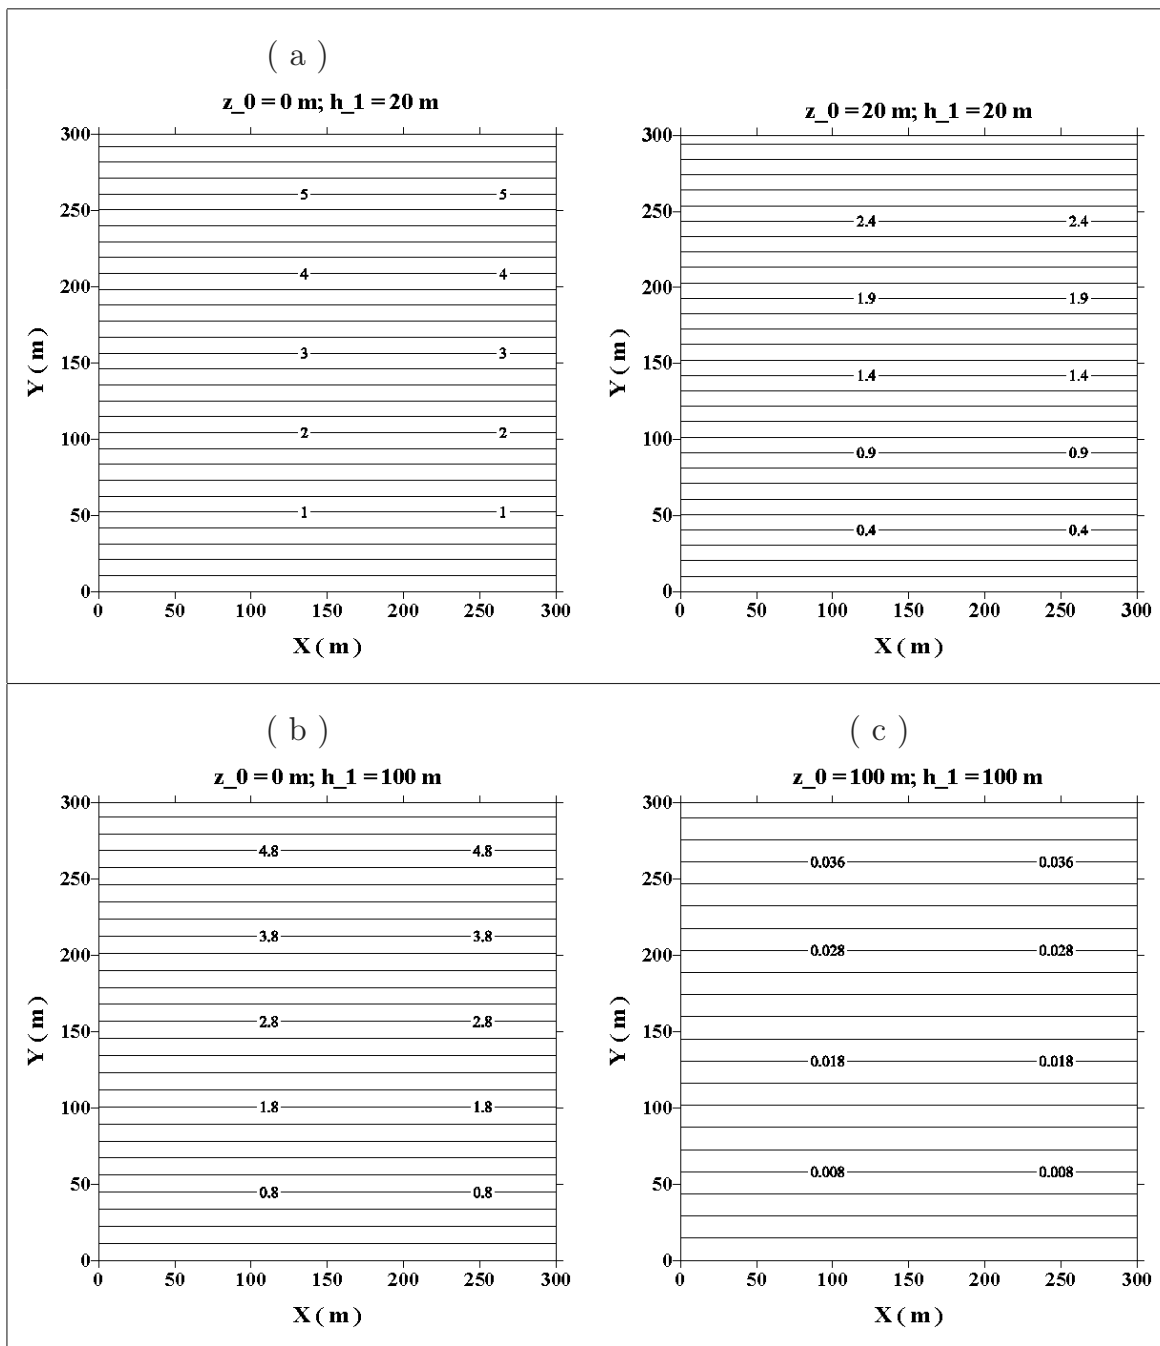 ( a )
z_0 = 0 m; h_1 = 20 m
300
250
200
150
100
50
0
5 5
4 4
3 3
2 2
1 1
Y ( m )
0 50 100 150 200 250 300
X ( m )
z_0 = 20 m; h_1 = 20 m
300
250
200
150
100
50
0
2.4 2.4
1.9 1.9
1.4 1.4
0.9 0.9
0.4 0.4
Y ( m )
0 50 100 150 200 250 300
X ( m )
( b )
z_0 = 0 m; h_1 = 100 m
300
250
200
150
100
50
0
4.8 4.8
3.8 3.8
2.8 2.8
1.8 1.8
0.8 0.8
Y ( m )
0 50 100 150 200 250 300
X ( m )
( c )
z_0 = 100 m; h_1 = 100 m
300
250
200
150
100
50
0
0.036 0.036
0.028 0.028
0.018 0.018
0.008 0.008
Y ( m )
0 50 100 150 200 250 300
X ( m )